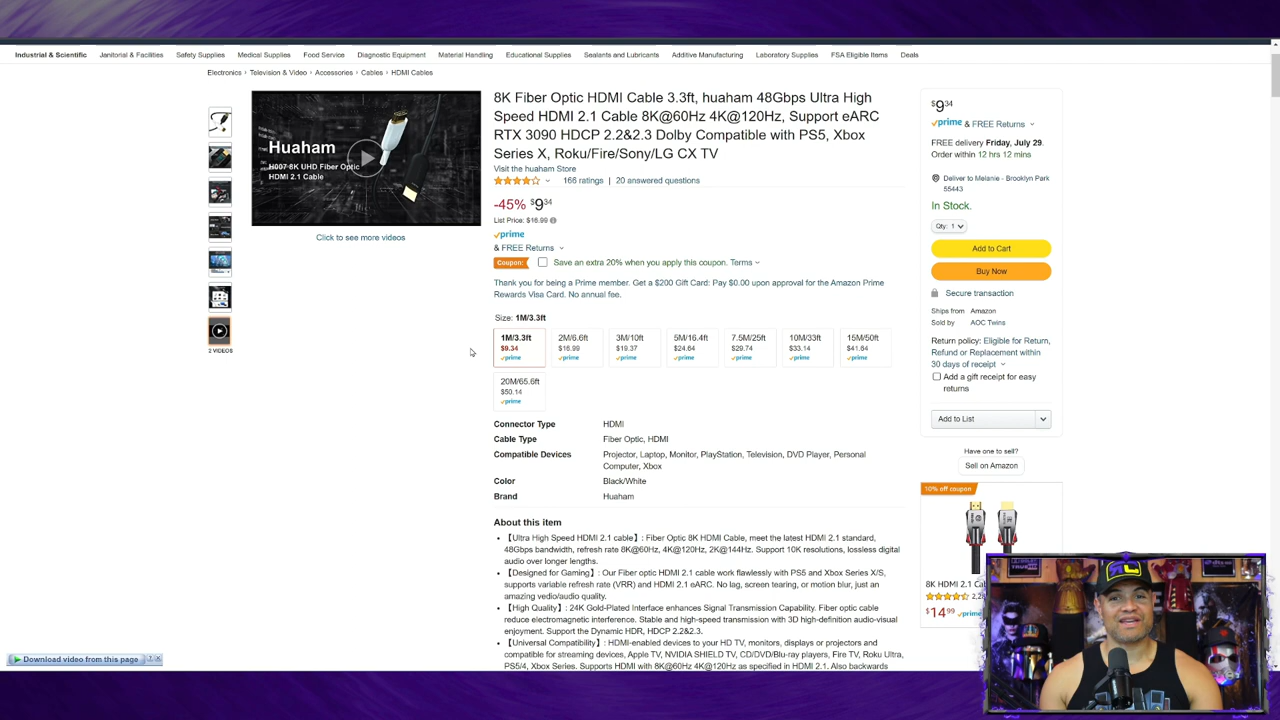 Industrial & Scientific Janitorial & Facilities Safety Supplies Medical Supplies Food Service Diagnostic Equipment Material Handling Educational Supplies Sealants and Lubricants Additive Manufacturing Laboratory Supplies FSA Eligible Items Deals
Electronics › Television & Video › Accessories › Cables › HDMI Cables
Huaham
H007-8K UHD Fiber Optic
HDMI 2.1 Cable
Click to see more videos
2 VIDEOS
8K Fiber Optic HDMI Cable 3.3ft, huaham 48Gbps Ultra High
Speed HDMI 2.1 Cable 8K@60Hz 4K@120Hz, Support eARC
RTX 3090 HDCP 2.2&2.3 Dolby Compatible with PS5, Xbox
Series X, Roku/Fire/Sony/LG CX TV
Visit the huaham Store
166 ratings | 20 answered questions
-45% $9 34
List Price: $16.99
prime
& FREE Returns
Coupon: Save an extra 20% when you apply this coupon. Terms
Thank you for being a Prime member. Get a $200 Gift Card: Pay $0.00 upon approval for the Amazon Prime
Rewards Visa Card. No annual fee.
Size: 1M/3.3ft
1M/3.3ft 2M/6.6ft 3M/10ft 5M/16.4ft 7.5M/25ft 10M/33ft 15M/50ft
$9.34 $16.99 $19.37 $24.64 $29.74 $33.14 $41.64
prime prime prime prime prime prime prime
20M/65.6ft
$50.14
prime
Connector Type HDMI
Cable Type Fiber Optic, HDMI
Compatible Devices Projector, Laptop, Monitor, PlayStation, Television, DVD Player, Personal
Computer, Xbox
Color Black/White
Brand Huaham
About this item
• 【Ultra High Speed HDMI 2.1 cable】: Fiber Optic 8K HDMI Cable, meet the latest HDMI 2.1 standard,
48Gbps bandwidth, refresh rate 8K@60Hz, 4K@120Hz, 2K@144Hz. Support 10K resolutions, lossless digital
audio over longer lengths.
• 【Designed for Gaming】: Our Fiber optic HDMI 2.1 cable work flawlessly with PS5 and Xbox Series X/S,
supports variable refresh rate (VRR) and HDMI 2.1 eARC. No lag, screen tearing, or motion blur, just an
amazing vedio/audio quality.
• 【High Quality】: 24K Gold-Plated Interface enhances Signal Transmission Capability. Fiber optic cable
reduce electromagnetic interference. Stable and high-speed transmission with 3D high-definition audio-visual
enjoyment. Support the Dynamic HDR, HDCP 2.2&2.3.
• 【Universal Compatibility】: HDMI-enabled devices to your HD TV, monitors, displays or projectors and
compatible for streaming devices, Apple TV, NVIDIA SHIELD TV, CD/DVD/Blu-ray players, Fire TV, Roku Ultra,
PS5/4, Xbox Series. Supports HDMI with 8K@60Hz 4K@120Hz as specified in HDMI 2.1. Also backwards
$9 34
prime & FREE Returns
FREE delivery Friday, July 29.
Order within 12 hrs 12 mins
Deliver to Melanie - Brooklyn Park
55443
In Stock.
Qty: 1
Add to Cart
Buy Now
Secure transaction
Ships from Amazon
Sold by AOC Twins
Return policy: Eligible for Return,
Refund or Replacement within
30 days of receipt
Add a gift receipt for easy
returns
Add to List
Have one to sell?
Sell on Amazon
10% off coupon
8K HDMI 2.1
$14 99 prime
Download video from this page ? ×